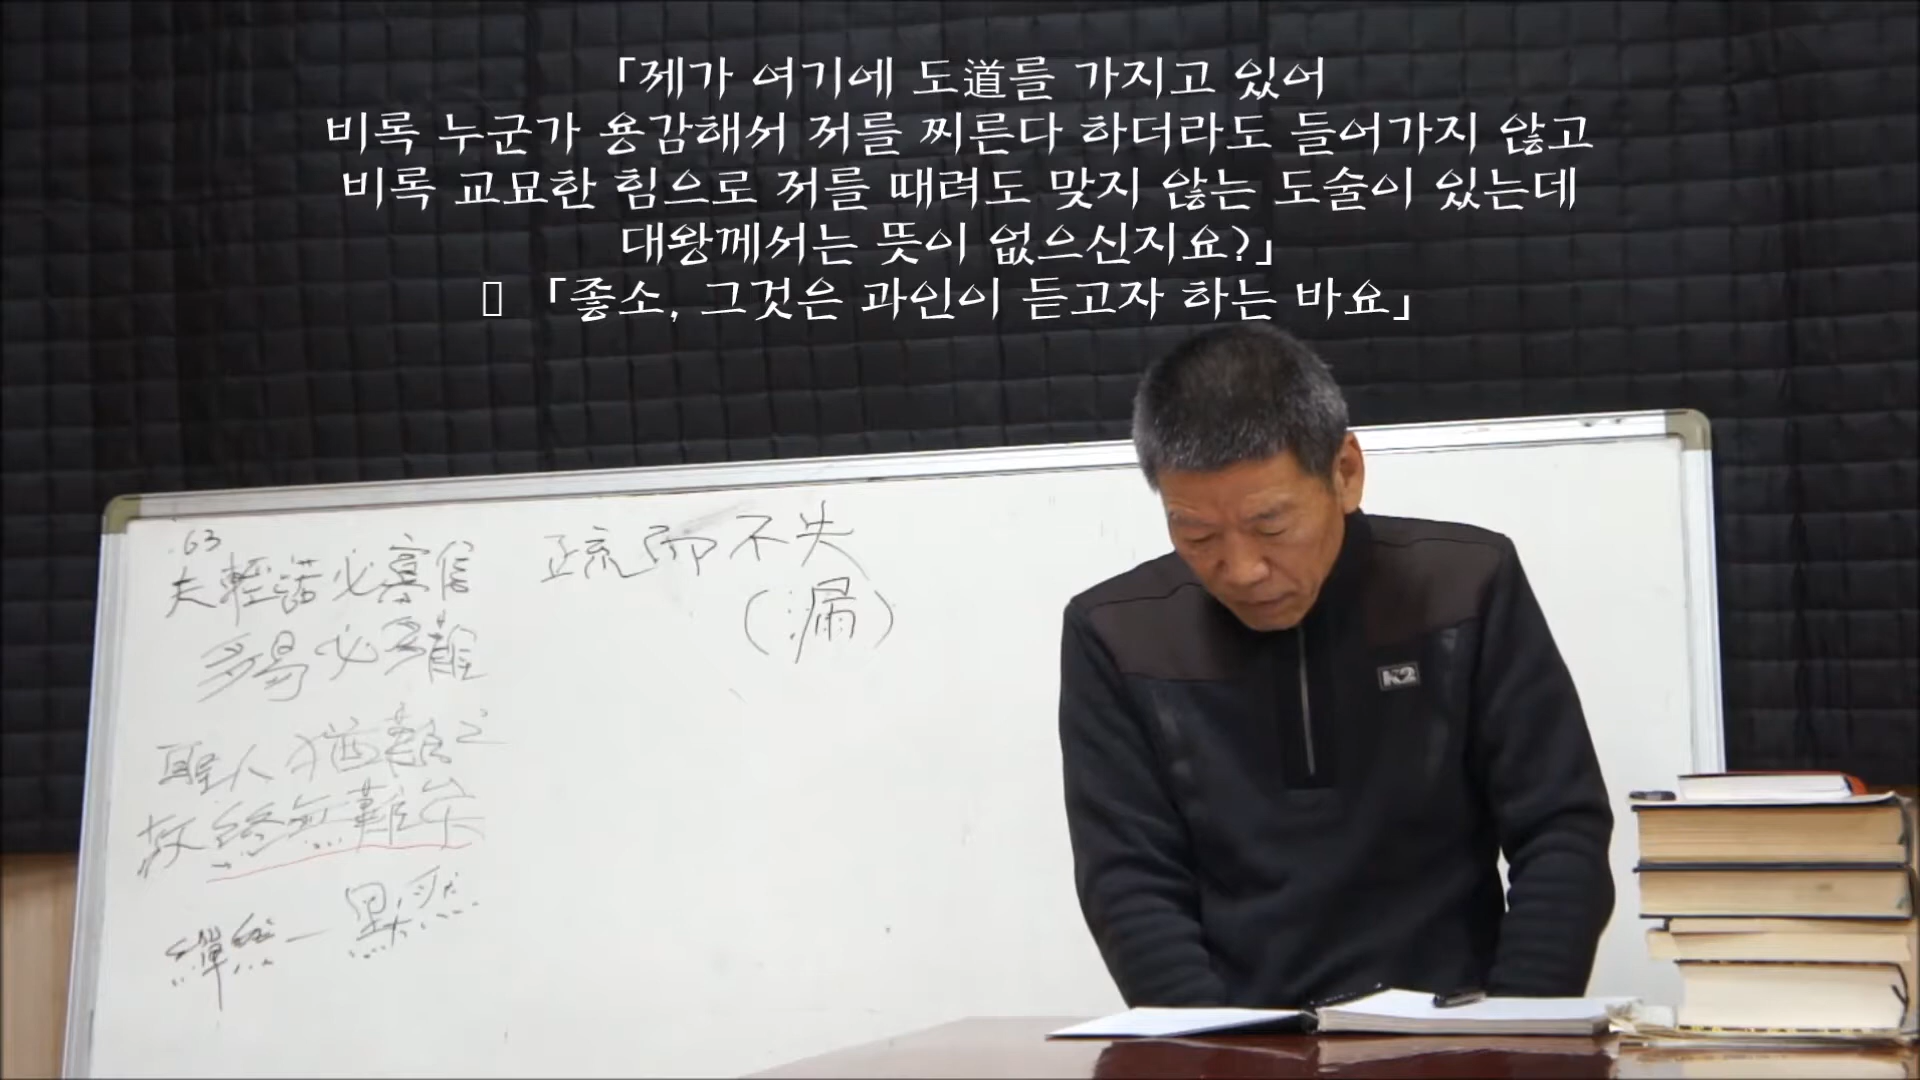 「제가 여기에 도道를 가지고 있어
비록 누군가 용감해서 저를 찌른다 하더라도 들어가지 않고
비록 교묘한 힘으로 저를 때려도 맞지 않는 도술이 있는데
대왕께서는 뜻이 없으신지요?」
「좋소, 그것은 과인이 듣고자 하는 바요」
63
夫輕諾必寡信
多易必多難
聖人猶難之
故終無難矣
繟然 — 默然
疏而不失
(漏)
K2